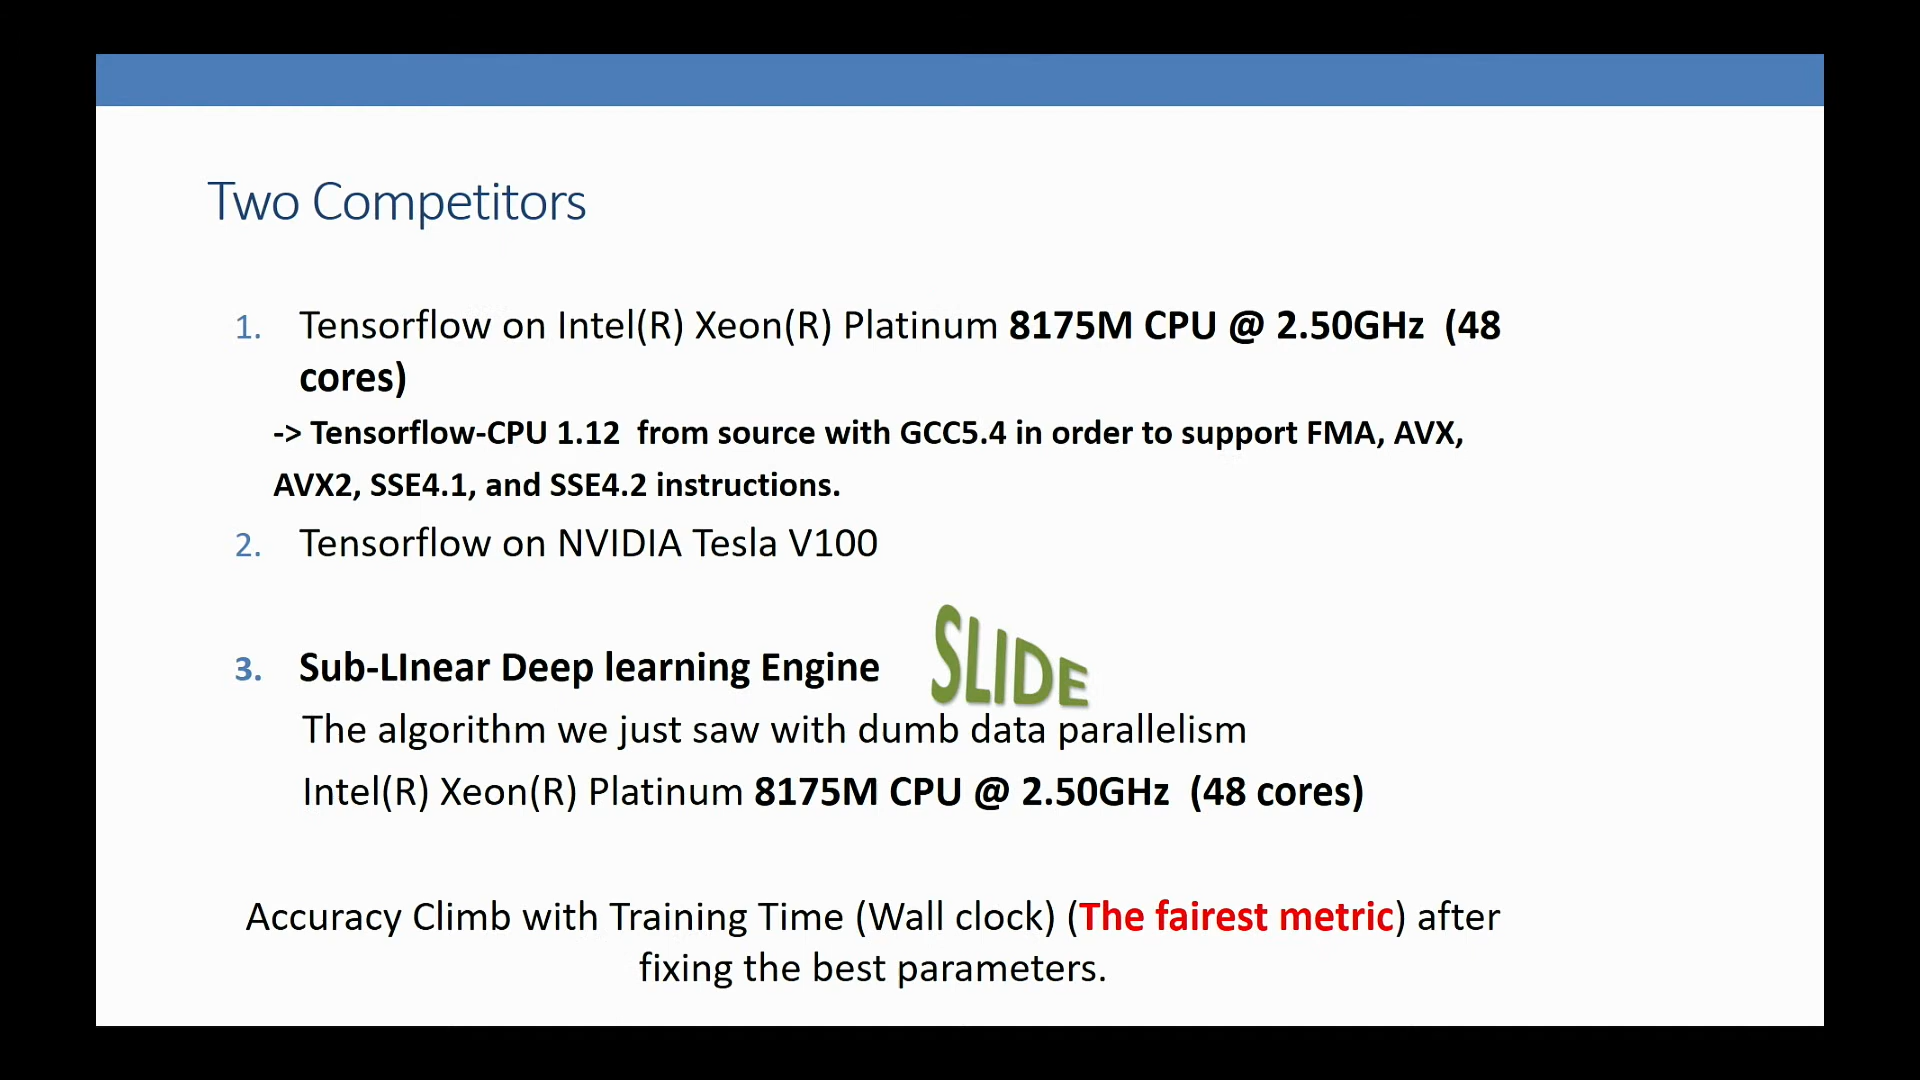 Two Competitors
1. Tensorflow on Intel(R) Xeon(R) Platinum 8175M CPU @ 2.50GHz (48
cores)
-> Tensorflow-CPU 1.12 from source with GCC5.4 in order to support FMA, AVX,
AVX2, SSE4.1, and SSE4.2 instructions.
2. Tensorflow on NVIDIA Tesla V100
3. Sub-LInear Deep learning Engine SLIDE
The algorithm we just saw with dumb data parallelism
Intel(R) Xeon(R) Platinum 8175M CPU @ 2.50GHz (48 cores)
Accuracy Climb with Training Time (Wall clock) (The fairest metric) after
fixing the best parameters.